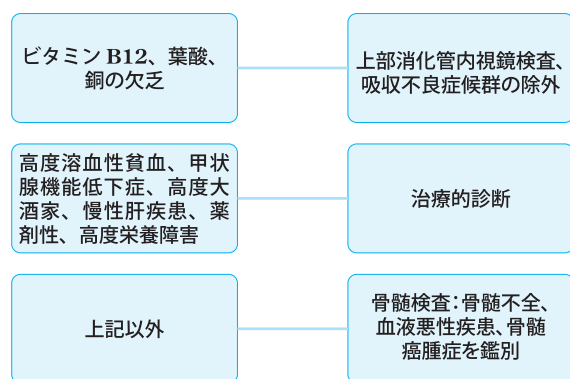 ビタミン B12、葉酸、
銅の欠乏
上部消化管内視鏡検査、
吸収不良症候群の除外
高度溶血性貧血、甲状
腺機能低下症、高度大
酒家、慢性肝疾患、薬
剤性、高度栄養障害
治療的診断
上記以外
骨髄検査：骨髄不全、
血液悪性疾患、骨髄
癌腫症を鑑別